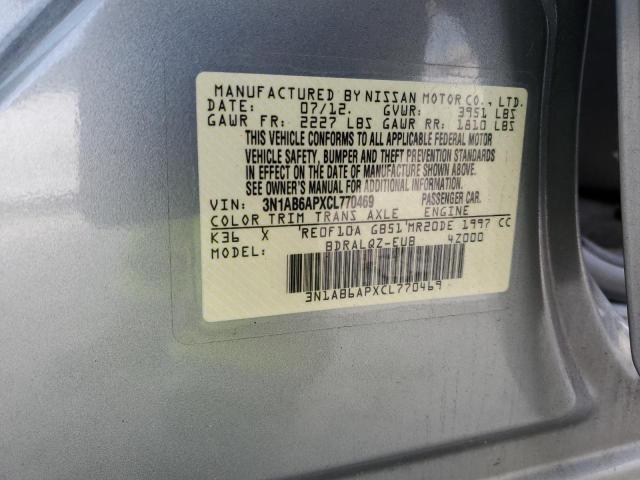 MANUFACTURED BY NISSAN MOTOR CO., LTD.
DATE: 07/12. GVWR: 3951 LBS
GAWR FR: 2227 LBS GAWR RR: 1810 LBS
THIS VEHICLE CONFORMS TO ALL APPLICABLE FEDERAL MOTOR
VEHICLE SAFETY, BUMPER AND THEFT PREVENTION STANDARDS
IN EFFECT ON THE DATE OF MANUFACTURE SHOWN ABOVE.
SEE OWNER'S MANUAL FOR ADDITIONAL INFORMATION.
VIN: 3N1AB6APXCL770469 PASSENGER CAR.
COLOR TRIM TRANS AXLE ENGINE
K36 X RE0F10A GB51 MR20DE 1997 CC
BDRALQZ-EUB 4Z000
3N1AB6APXCL770469